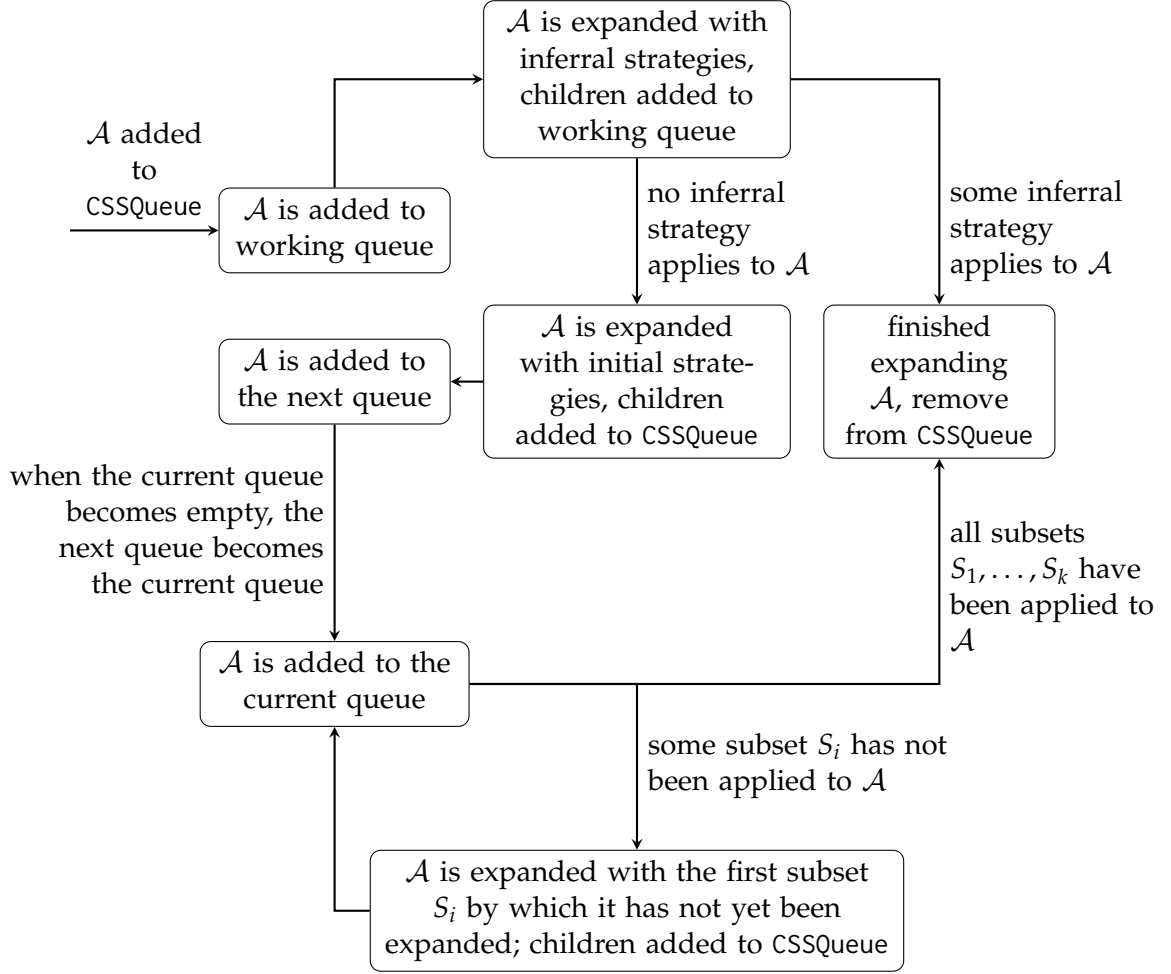 𝒜 is expanded with
inferral strategies,
children added to
working queue
𝒜 added
to
CSSQueue
𝒜 is added to
working queue
no inferral
strategy
applies to 𝒜
some inferral
strategy
applies to 𝒜
𝒜 is added to
the next queue
𝒜 is expanded
with initial strate-
gies, children
added to CSSQueue
finished
expanding
𝒜, remove
from CSSQueue
when the current queue
becomes empty, the
next queue becomes
the current queue
all subsets
S₁, . . . , Sₖ have
been applied to
𝒜
𝒜 is added to the
current queue
some subset Sᵢ has not
been applied to 𝒜
𝒜 is expanded with the first subset
Sᵢ by which it has not yet been
expanded; children added to CSSQueue